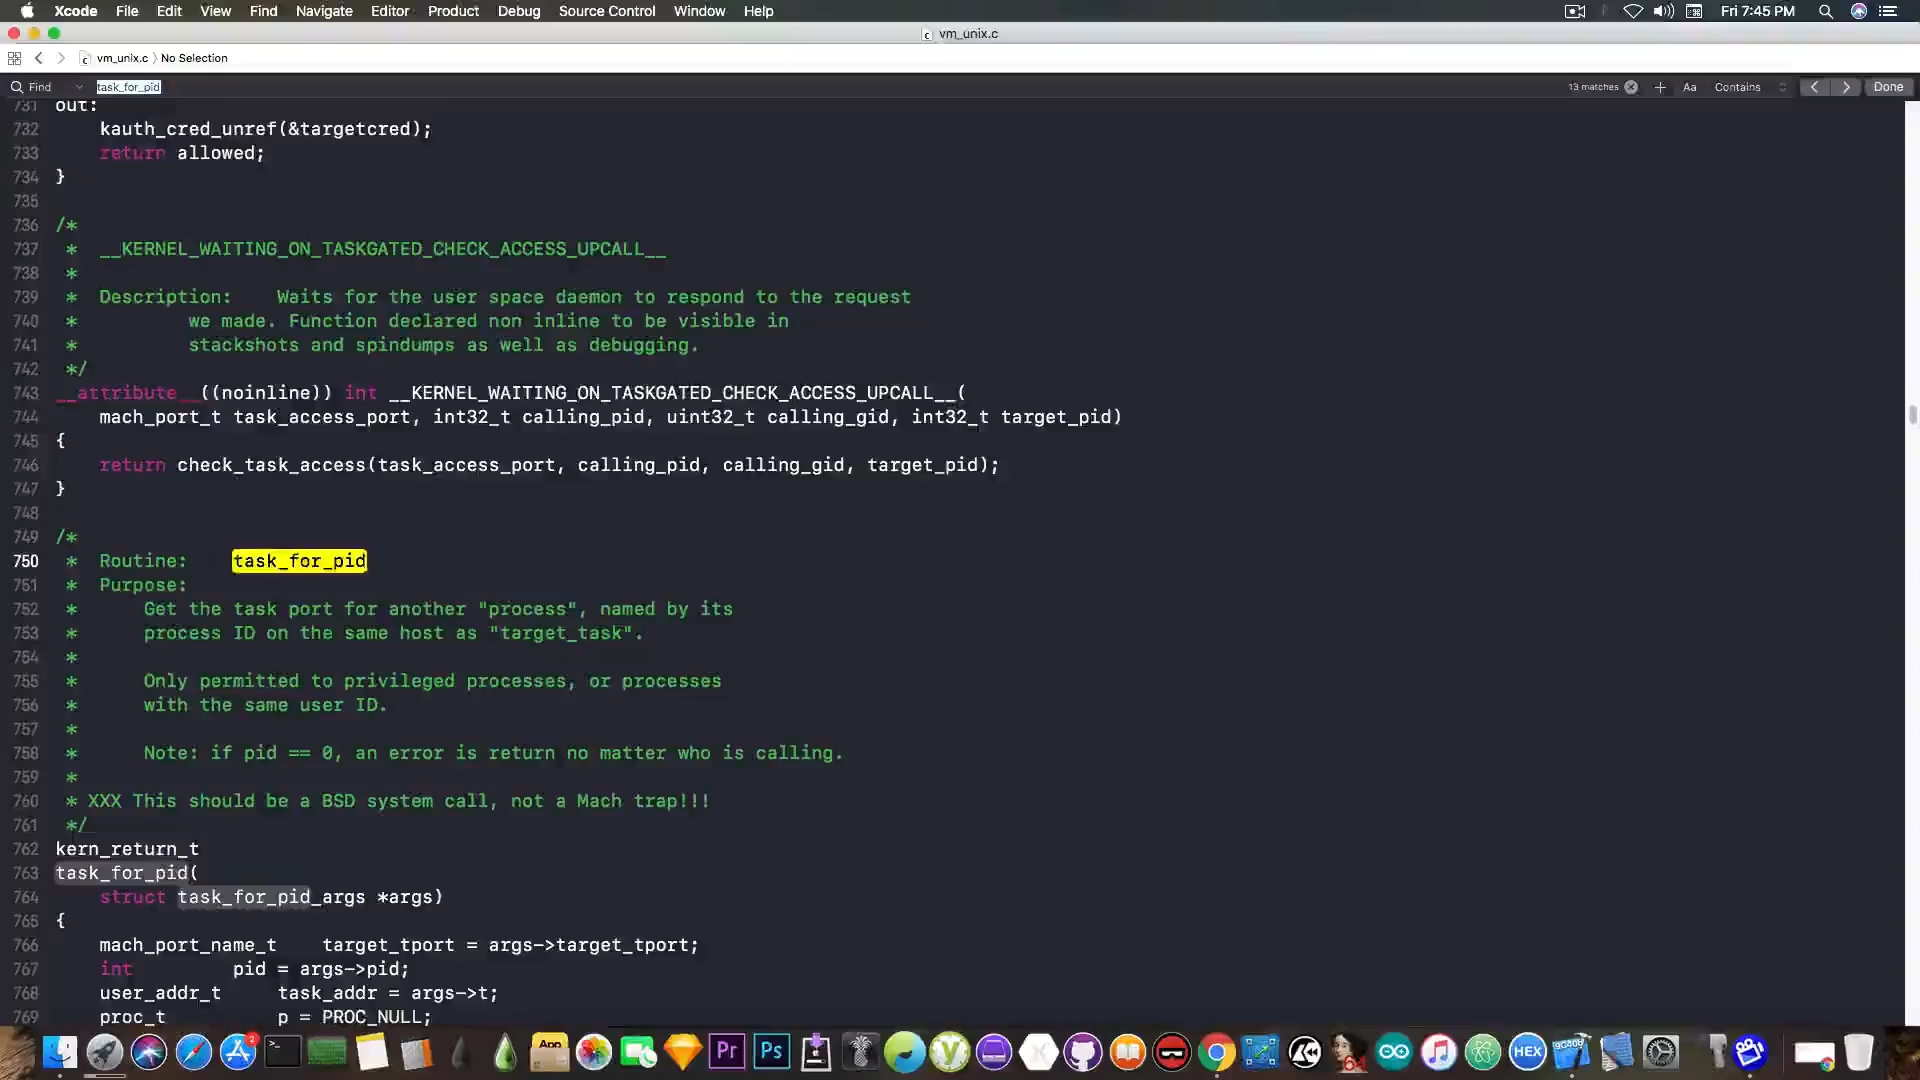 Xcode File Edit View Find Navigate Editor Product Debug Source Control Window Help Fri 7:45 PM
vm_unix.c
vm_unix.c No Selection
Find task_for_pid 13 matches Aa Contains Done
731 out:
732 kauth_cred_unref(&targetcred);
733 return allowed;
734 }
735
736 /*
737 * __KERNEL_WAITING_ON_TASKGATED_CHECK_ACCESS_UPCALL__
738 *
739 * Description: Waits for the user space daemon to respond to the request
740 * we made. Function declared non inline to be visible in
741 * stackshots and spindumps as well as debugging.
742 */
743 __attribute__((noinline)) int __KERNEL_WAITING_ON_TASKGATED_CHECK_ACCESS_UPCALL__(
744 mach_port_t task_access_port, int32_t calling_pid, uint32_t calling_gid, int32_t target_pid)
745 {
746 return check_task_access(task_access_port, calling_pid, calling_gid, target_pid);
747 }
748
749 /*
750 * Routine: task_for_pid
751 * Purpose:
752 * Get the task port for another "process", named by its
753 * process ID on the same host as "target_task".
754 *
755 * Only permitted to privileged processes, or processes
756 * with the same user ID.
757 *
758 * Note: if pid == 0, an error is return no matter who is calling.
759 *
760 * XXX This should be a BSD system call, not a Mach trap!!!
761 */
762 kern_return_t
763 task_for_pid(
764 struct task_for_pid_args *args)
765 {
766 mach_port_name_t target_tport = args->target_tport;
767 int pid = args->pid;
768 user_addr_t task_addr = args->t;
769 proc_t p = PROC_NULL;
2 App Pr Ps 64 HEX